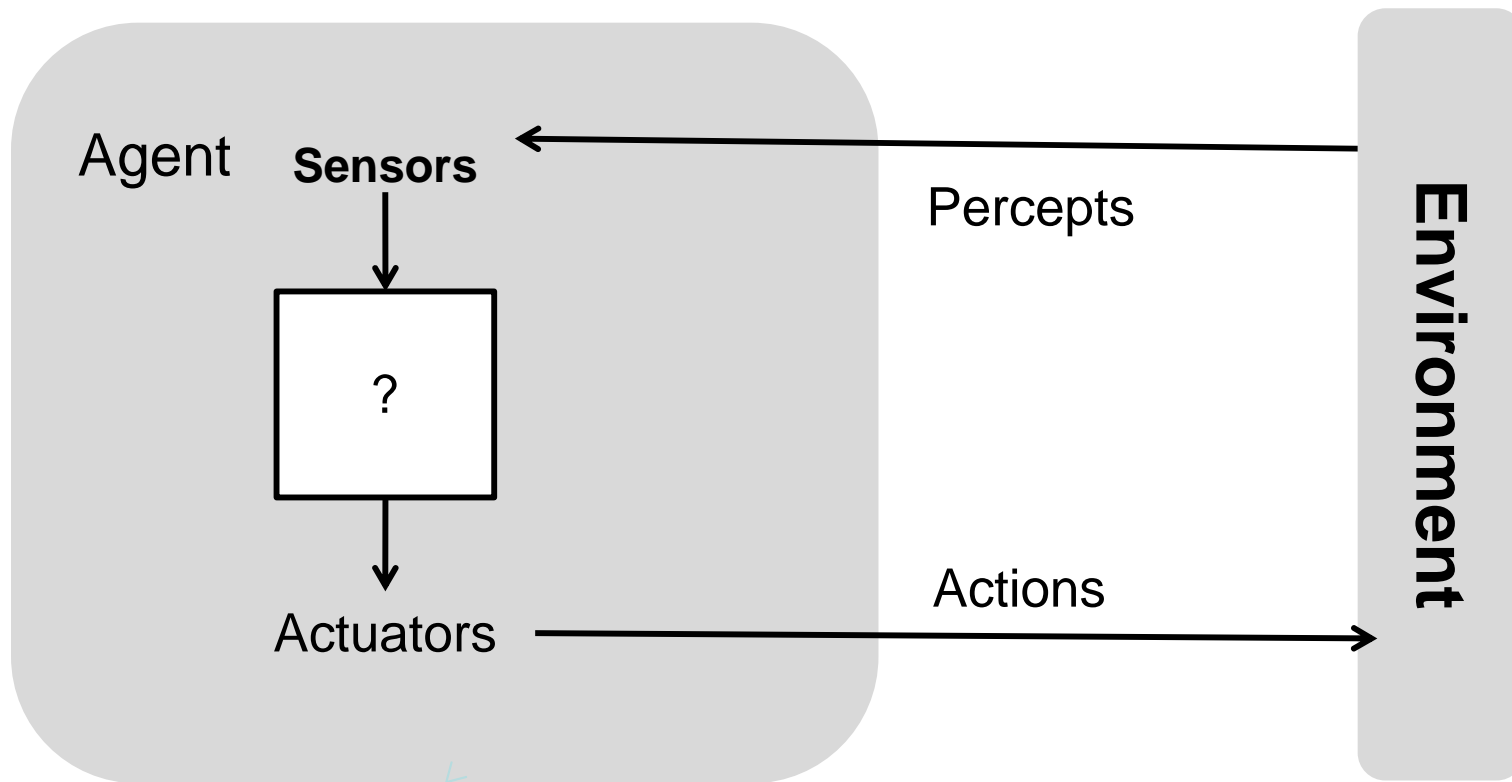 Agent
Sensors
Percepts
?
Actions
Actuators
Environment